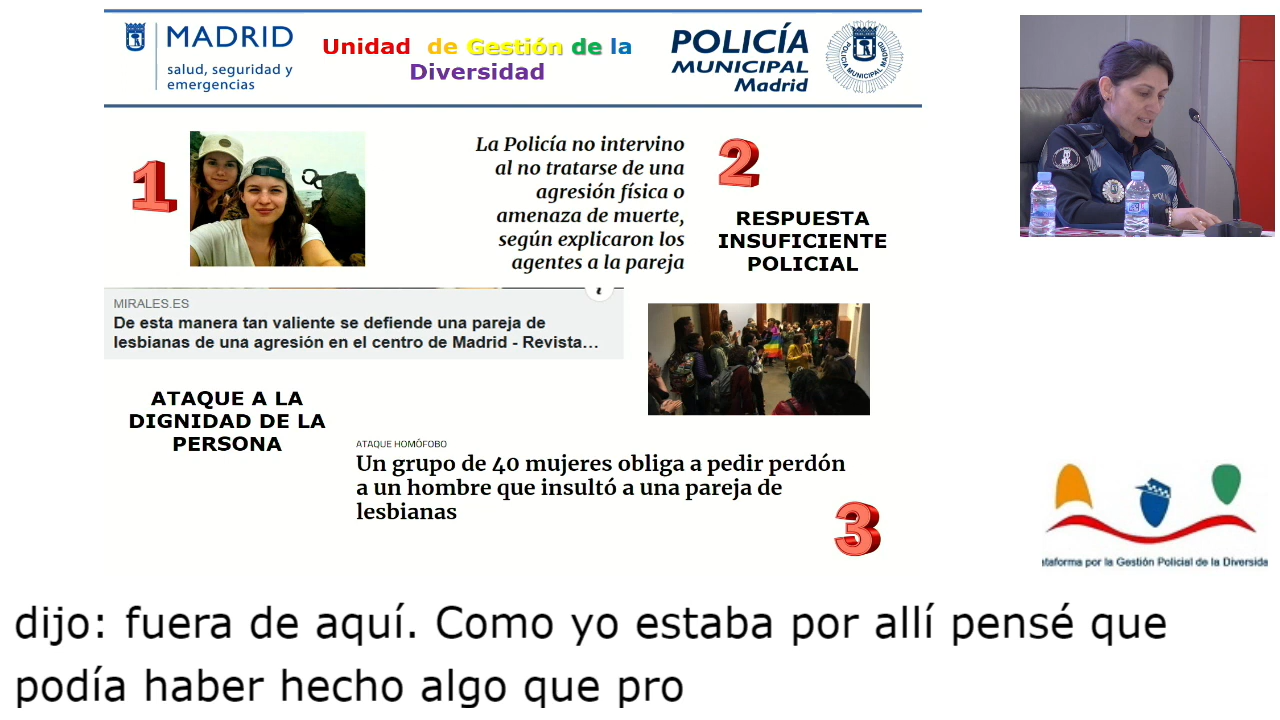 MADRID
salud, seguridad y
emergencias
Unidad de Gestión de la
Diversidad
POLICÍA
MUNICIPAL
Madrid
POLICIA MUNICIPAL MADRID
1
La Policía no intervino
al no tratarse de una
agresión física o
amenaza de muerte,
según explicaron los
agentes a la pareja
2
RESPUESTA
INSUFICIENTE
POLICIAL
MIRALES.ES
De esta manera tan valiente se defiende una pareja de
lesbianas de una agresión en el centro de Madrid - Revista…
ATAQUE A LA
DIGNIDAD DE LA
PERSONA
ATAQUE HOMÓFOBO
Un grupo de 40 mujeres obliga a pedir perdón
a un hombre que insultó a una pareja de
lesbianas
3
ataforma por la Gestión Policial de la Diversida
dijo: fuera de aquí. Como yo estaba por allí pensé que
podía haber hecho algo que pro